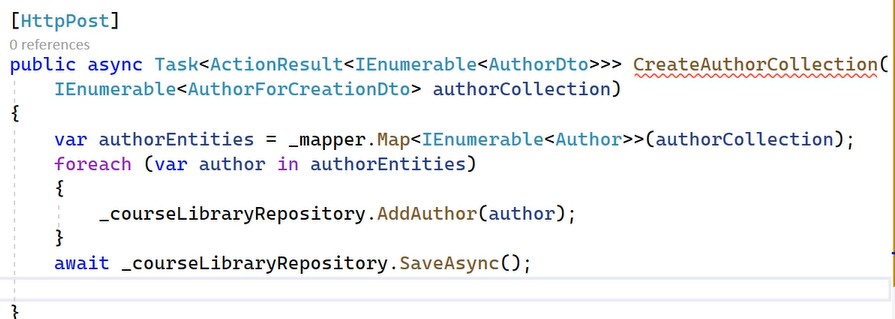 [HttpPost]
0 references
public async Task<ActionResult<IEnumerable<AuthorDto>>> CreateAuthorCollection(
    IEnumerable<AuthorForCreationDto> authorCollection)
{
    var authorEntities = _mapper.Map<IEnumerable<Author>>(authorCollection);
    foreach (var author in authorEntities)
    {
        _courseLibraryRepository.AddAuthor(author);
    }
    await _courseLibraryRepository.SaveAsync();
}